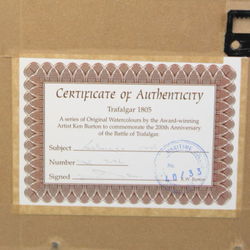 Certificate of Authenticity
Trafalgar 1805
A series of Original Watercolours by the Award-winning
Artist Ken Burton to commemorate the 200th Anniversary
of the Battle of Trafalgar.
Subject
Number
Signed
No